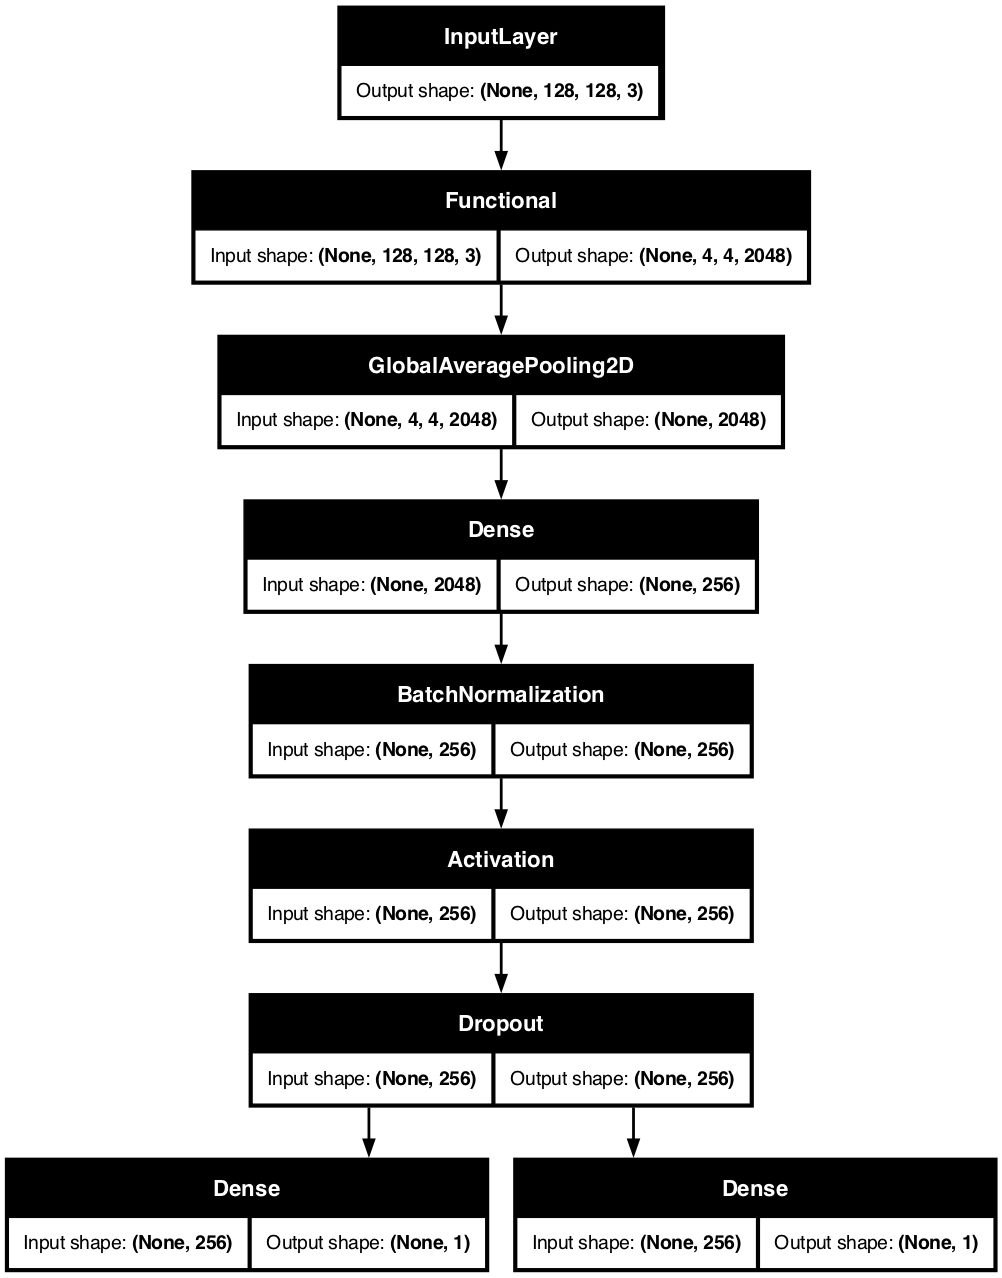 InputLayer
Output shape: (None, 128, 128, 3)
Functional
Input shape: (None, 128, 128, 3) Output shape: (None, 4, 4, 2048)
GlobalAveragePooling2D
Input shape: (None, 4, 4, 2048) Output shape: (None, 2048)
Dense
Input shape: (None, 2048) Output shape: (None, 256)
BatchNormalization
Input shape: (None, 256) Output shape: (None, 256)
Activation
Input shape: (None, 256) Output shape: (None, 256)
Dropout
Input shape: (None, 256) Output shape: (None, 256)
Dense Dense
Input shape: (None, 256) Output shape: (None, 1) Input shape: (None, 256) Output shape: (None, 1)